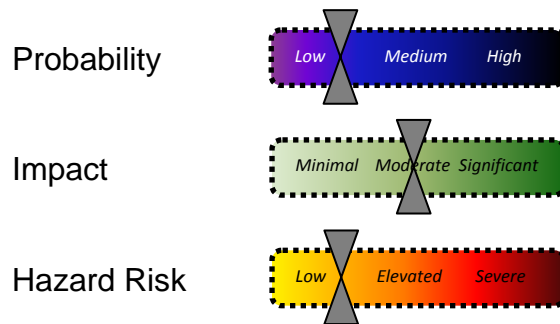 Probability
Low Medium High
Impact
Minimal Moderate Significant
Hazard Risk
Low Elevated Severe